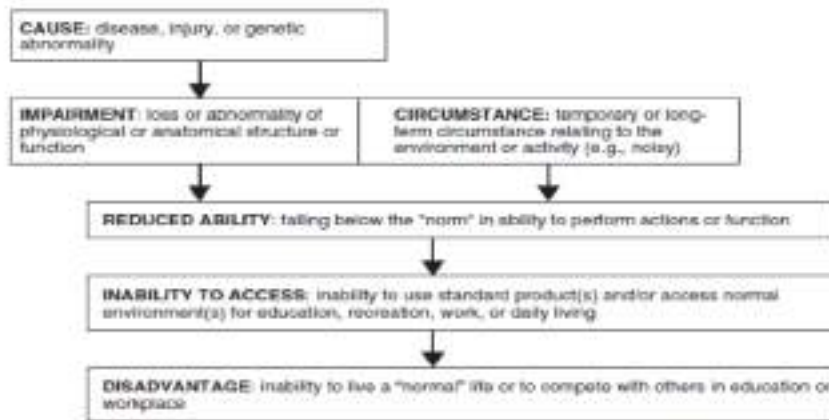 CAUSE: disease, injury, or genetic
abnormality
IMPAIRMENT: loss or abnormality of
physiological or anatomical structure or
function
CIRCUMSTANCE: temporary or long-
term circumstance relating to the
environment or activity (e.g., noisy)
REDUCED ABILITY: falling below the "norm" in ability to perform actions or function
INABILITY TO ACCESS: inability to use standard product(s) and/or access normal
environment(s) for education, recreation, work, or daily living
DISADVANTAGE: inability to live a "normal" life or to compete with others in education or
workplace